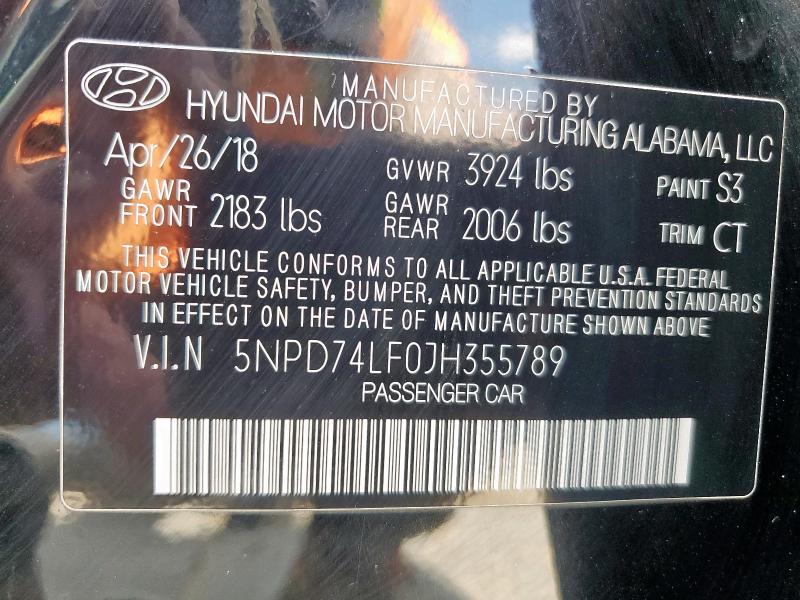 MANUFACTURED BY
HYUNDAI MOTOR MANUFACTURING ALABAMA, LLC
Apr/26/18 GVWR 3924 lbs PAINT S3
GAWR FRONT 2183 lbs GAWR REAR 2006 lbs TRIM CT
THIS VEHICLE CONFORMS TO ALL APPLICABLE U.S.A. FEDERAL
MOTOR VEHICLE SAFETY, BUMPER, AND THEFT PREVENTION STANDARDS
IN EFFECT ON THE DATE OF MANUFACTURE SHOWN ABOVE
V.I.N 5NPD74LF0JH355789
PASSENGER CAR